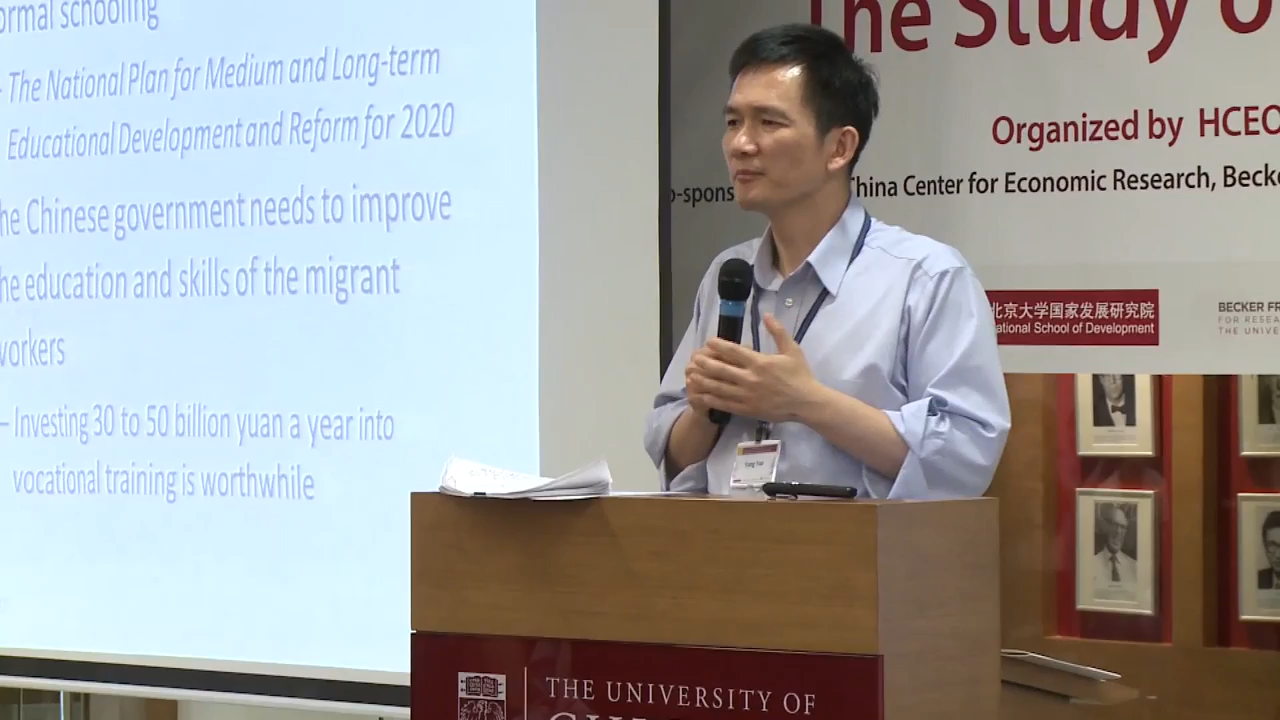 ormal schooling
- The National Plan for Medium and Long-term
Educational Development and Reform for 2020
he Chinese government needs to improve
he education and skills of the migrant
workers
– Investing 30 to 50 billion yuan a year into
vocational training is worthwhile
The Study o
Organized by HCEO
o-spons
China Center for Economic Research, Becke
北京大学国家发展研究院
National School of Development
BECKER FR
FOR RESEA
THE UNIVE
THE UNIVERSITY OF